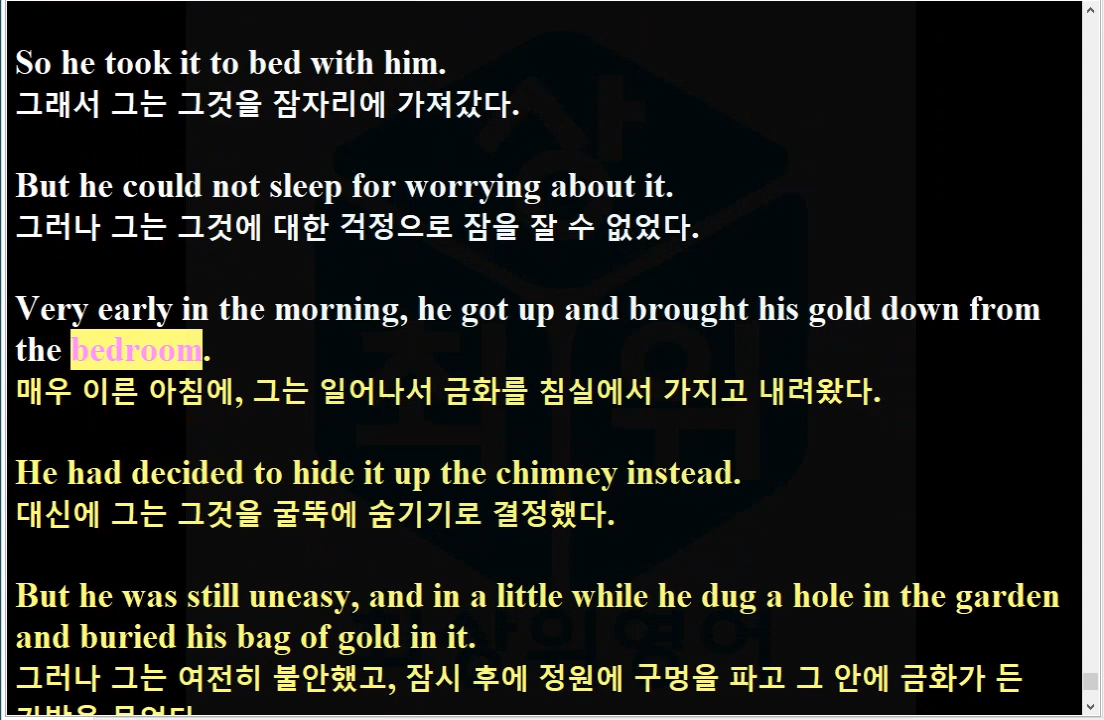 So he took it to bed with him.
그래서 그는 그것을 잠자리에 가져갔다.
But he could not sleep for worrying about it.
그러나 그는 그것에 대한 걱정으로 잠을 잘 수 없었다.
Very early in the morning, he got up and brought his gold down from
the bedroom.
매우 이른 아침에, 그는 일어나서 금화를 침실에서 가지고 내려왔다.
He had decided to hide it up the chimney instead.
대신에 그는 그것을 굴뚝에 숨기기로 결정했다.
But he was still uneasy, and in a little while he dug a hole in the garden
and buried his bag of gold in it.
그러나 그는 여전히 불안했고, 잠시 후에 정원에 구멍을 파고 그 안에 금화가 든